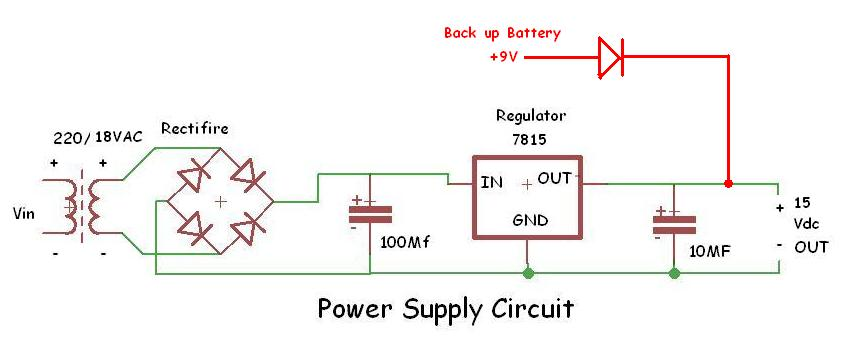 Back up Battery
+9V
Regulator
7815
220/18VAC
Rectifire
+ +
IN + OUT
GND
Vin
- -
+
++
-
100Mf
++
-
10MF
+ 15
Vdc
- OUT
Power Supply Circuit